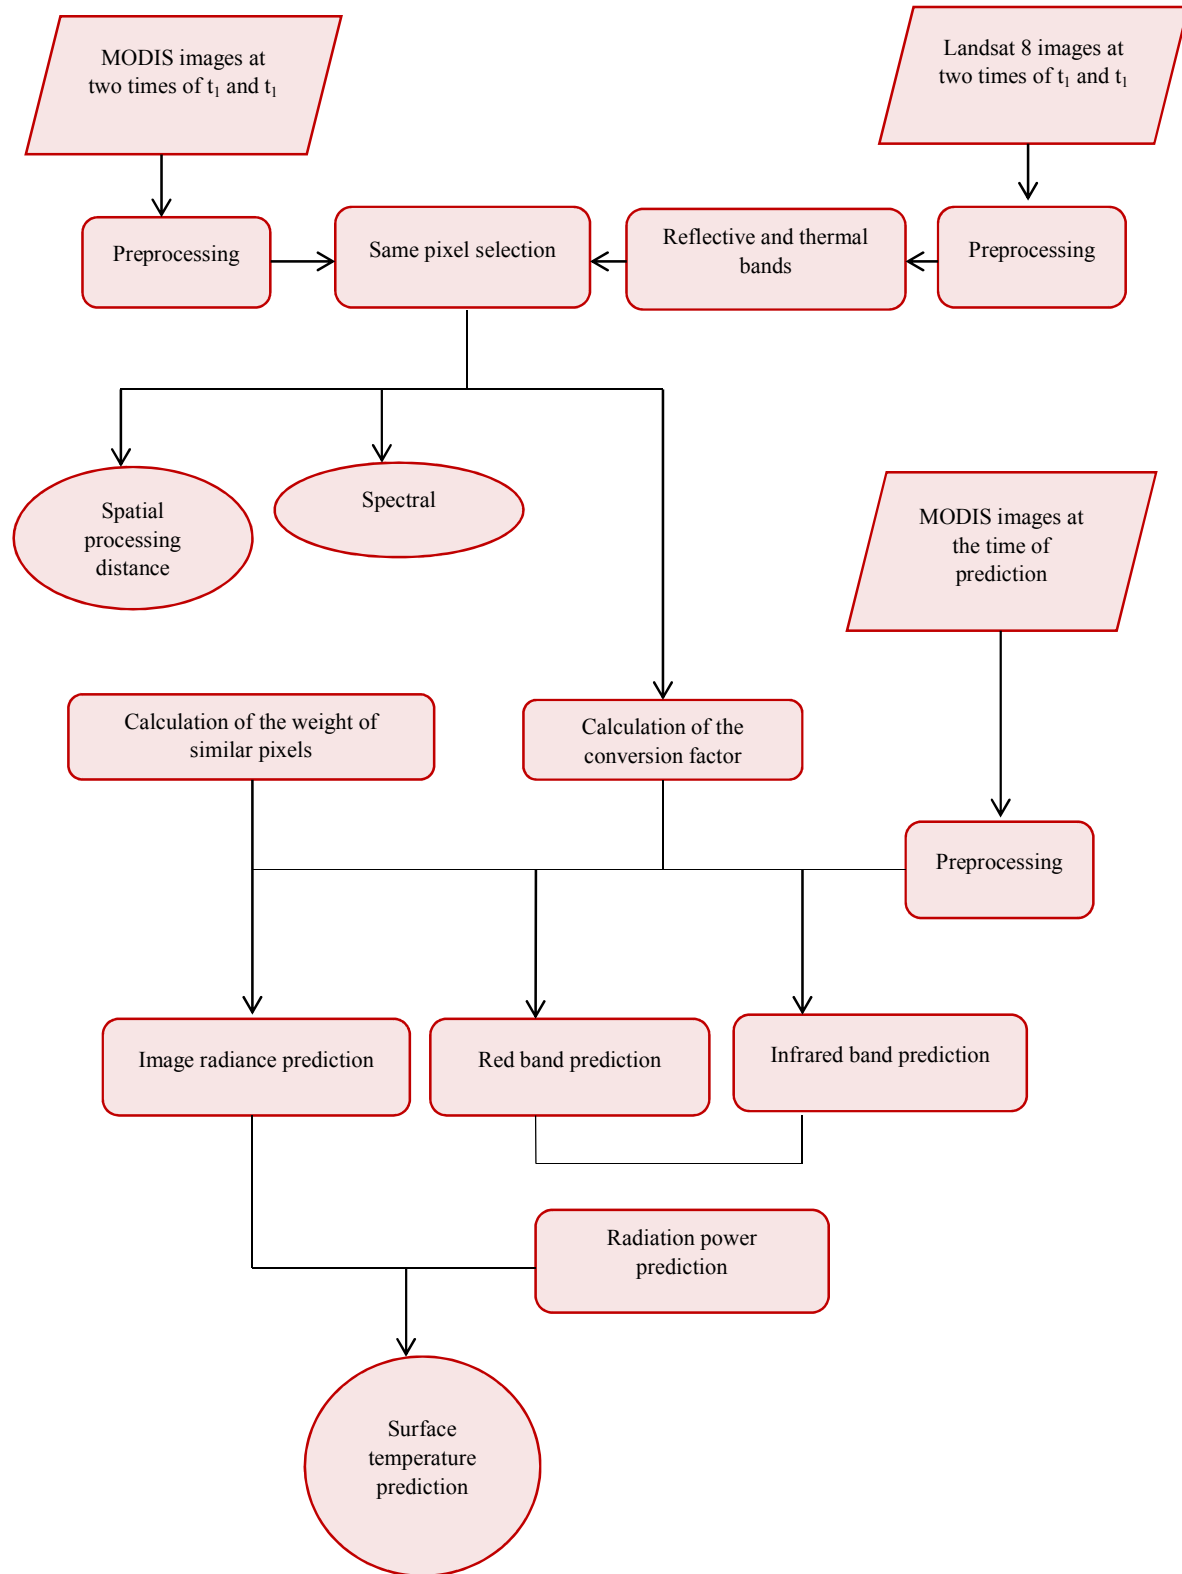 MODIS images at
two times of t₁ and t₁
Landsat 8 images at
two times of t₁ and t₁
Preprocessing
Same pixel selection
Reflective and thermal
bands
Preprocessing
Spatial
processing
distance
Spectral
MODIS images at
the time of
prediction
Calculation of the weight of
similar pixels
Calculation of the
conversion factor
Preprocessing
Image radiance prediction
Red band prediction
Infrared band prediction
Radiation power
prediction
Surface
temperature
prediction